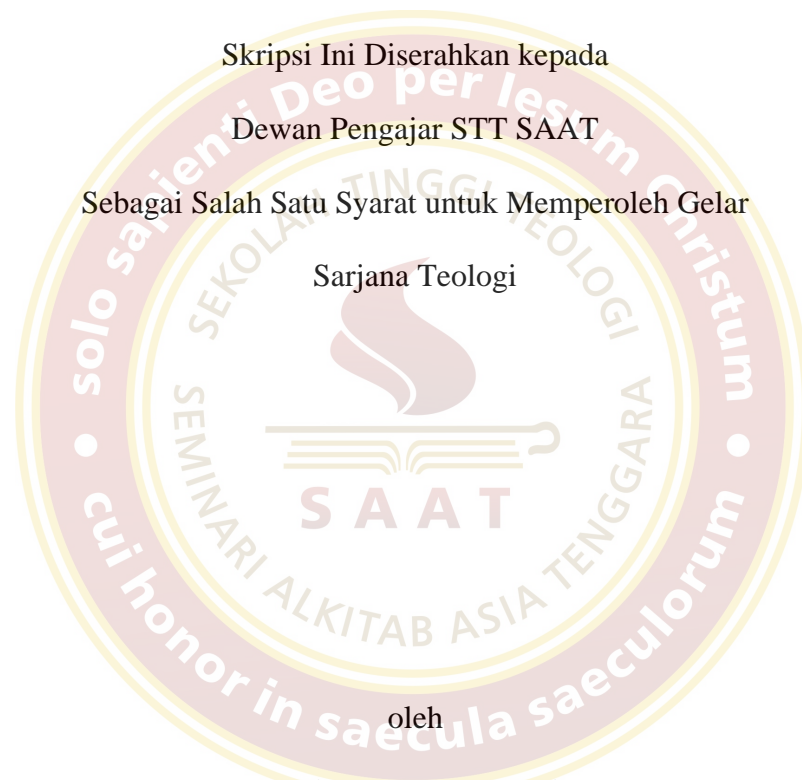 Skripsi Ini Diserahkan kepada
Dewan Pengajar STT SAAT
Sebagai Salah Satu Syarat untuk Memperoleh Gelar
Sarjana Teologi
solo sapienti Deo per Iesum Christum
cui honor in saecula saeculorum
SEKOLAH TINGGI TEOLOGI
SEMINARI ALKITAB ASIA TENGGARA
SAAT
oleh